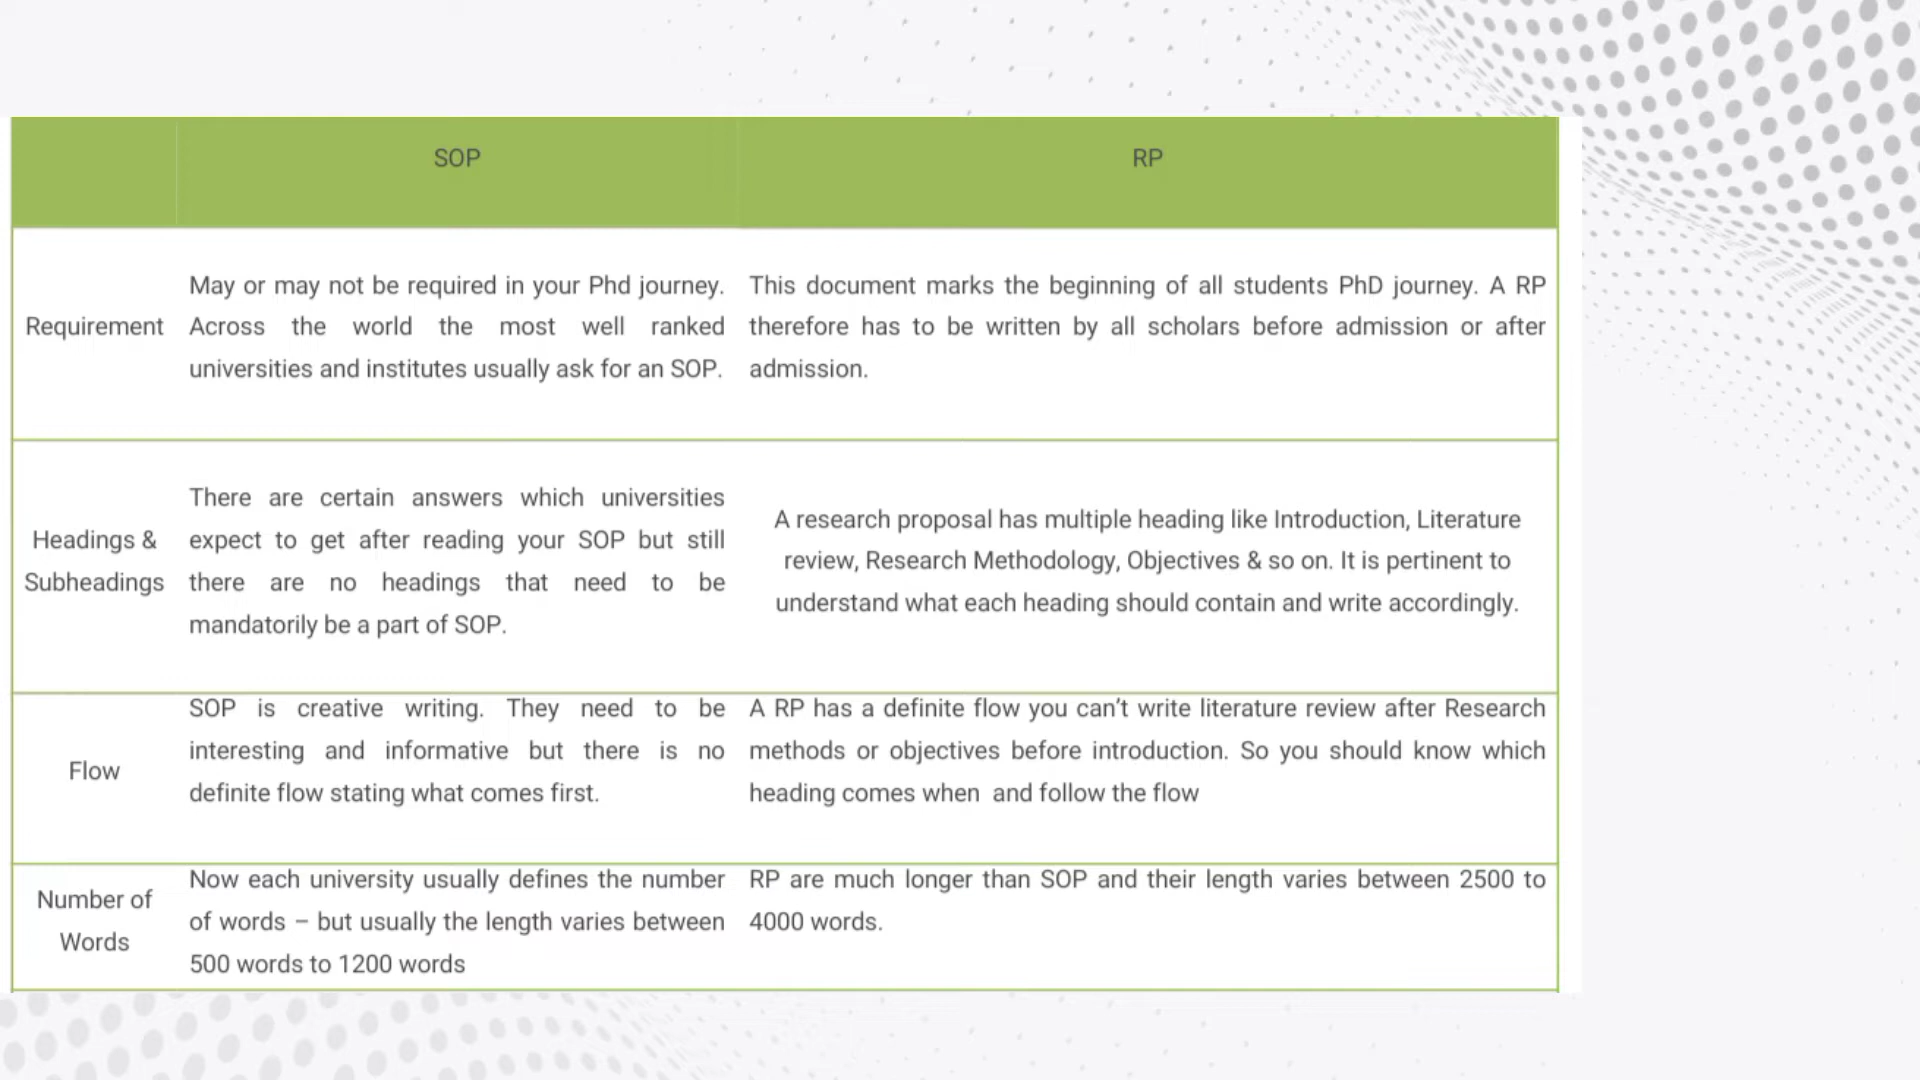 SOP
RP
Requirement
May or may not be required in your Phd journey.
Across the world the most well ranked
universities and institutes usually ask for an SOP.
This document marks the beginning of all students PhD journey. A RP
therefore has to be written by all scholars before admission or after
admission.
Headings &
Subheadings
There are certain answers which universities
expect to get after reading your SOP but still
there are no headings that need to be
mandatorily be a part of SOP.
A research proposal has multiple heading like Introduction, Literature
review, Research Methodology, Objectives & so on. It is pertinent to
understand what each heading should contain and write accordingly.
Flow
SOP is creative writing. They need to be
interesting and informative but there is no
definite flow stating what comes first.
A RP has a definite flow you can’t write literature review after Research
methods or objectives before introduction. So you should know which
heading comes when  and follow the flow
Number of
Words
Now each university usually defines the number
of words – but usually the length varies between
500 words to 1200 words
RP are much longer than SOP and their length varies between 2500 to
4000 words.